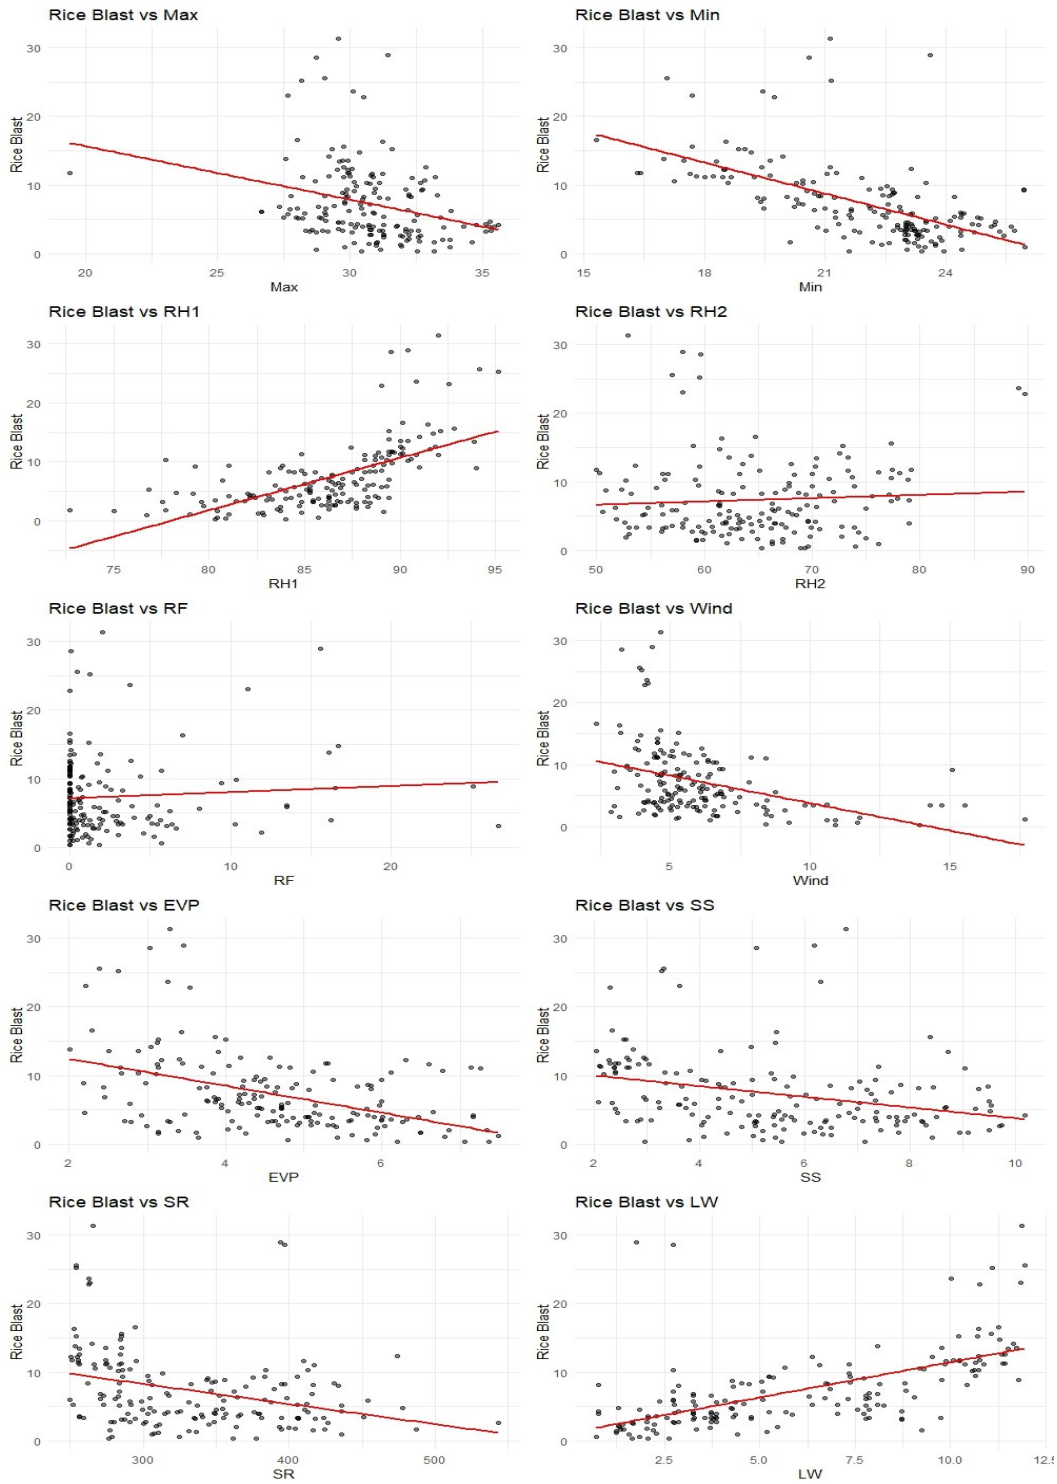 Rice Blast vs Max
Rice Blast
30
20
10
0
20
25
30
35
Max
Rice Blast vs Min
Rice Blast
30
20
10
0
15
18
21
24
Min
Rice Blast vs RH1
Rice Blast
30
20
10
0
75
80
85
90
95
RH1
Rice Blast vs RH2
Rice Blast
30
20
10
0
50
60
70
80
90
RH2
Rice Blast vs RF
Rice Blast
30
20
10
0
0
10
20
RF
Rice Blast vs Wind
Rice Blast
30
20
10
0
5
10
15
Wind
Rice Blast vs EVP
Rice Blast
30
20
10
0
2
4
6
EVP
Rice Blast vs SS
Rice Blast
30
20
10
0
2
4
6
8
10
SS
Rice Blast vs SR
Rice Blast
30
20
10
0
300
400
500
SR
Rice Blast vs LW
Rice Blast
30
20
10
0
2.5
5.0
7.5
10.0
12.5
LW